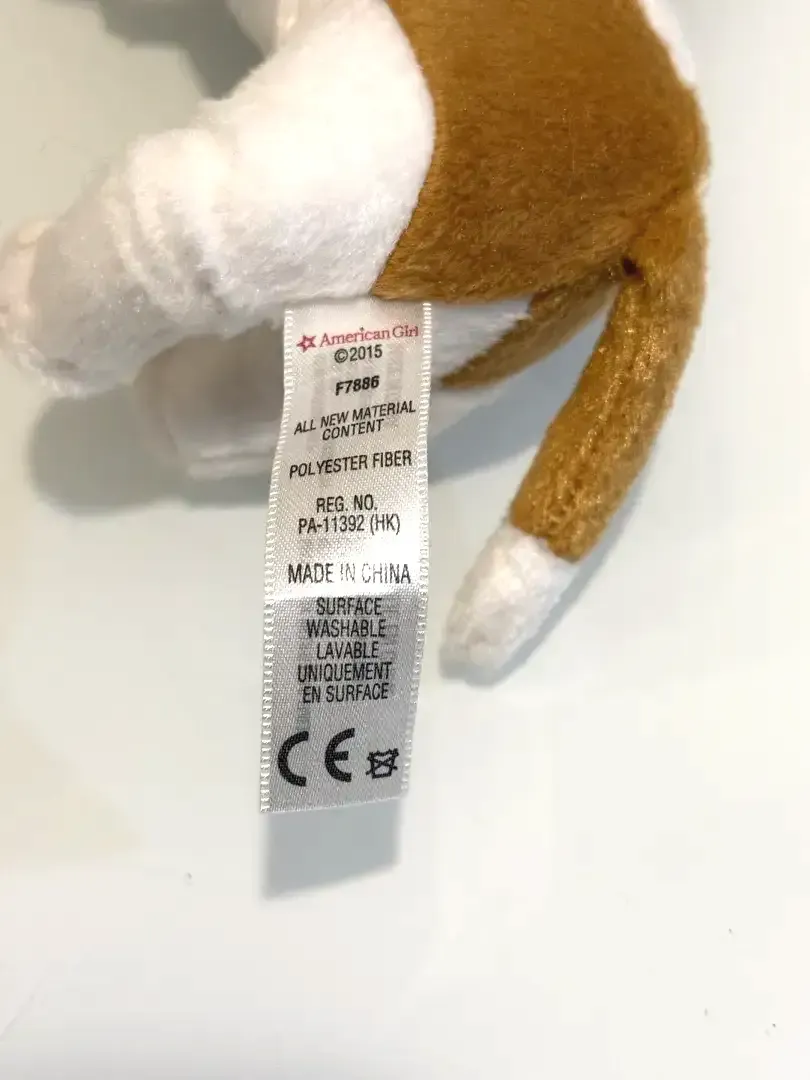 American Girl
©2015
F7886
ALL NEW MATERIAL
CONTENT
POLYESTER FIBER
REG. NO.
PA-11392 (HK)
MADE IN CHINA
SURFACE
WASHABLE
LAVABLE
UNIQUEMENT
EN SURFACE
CE